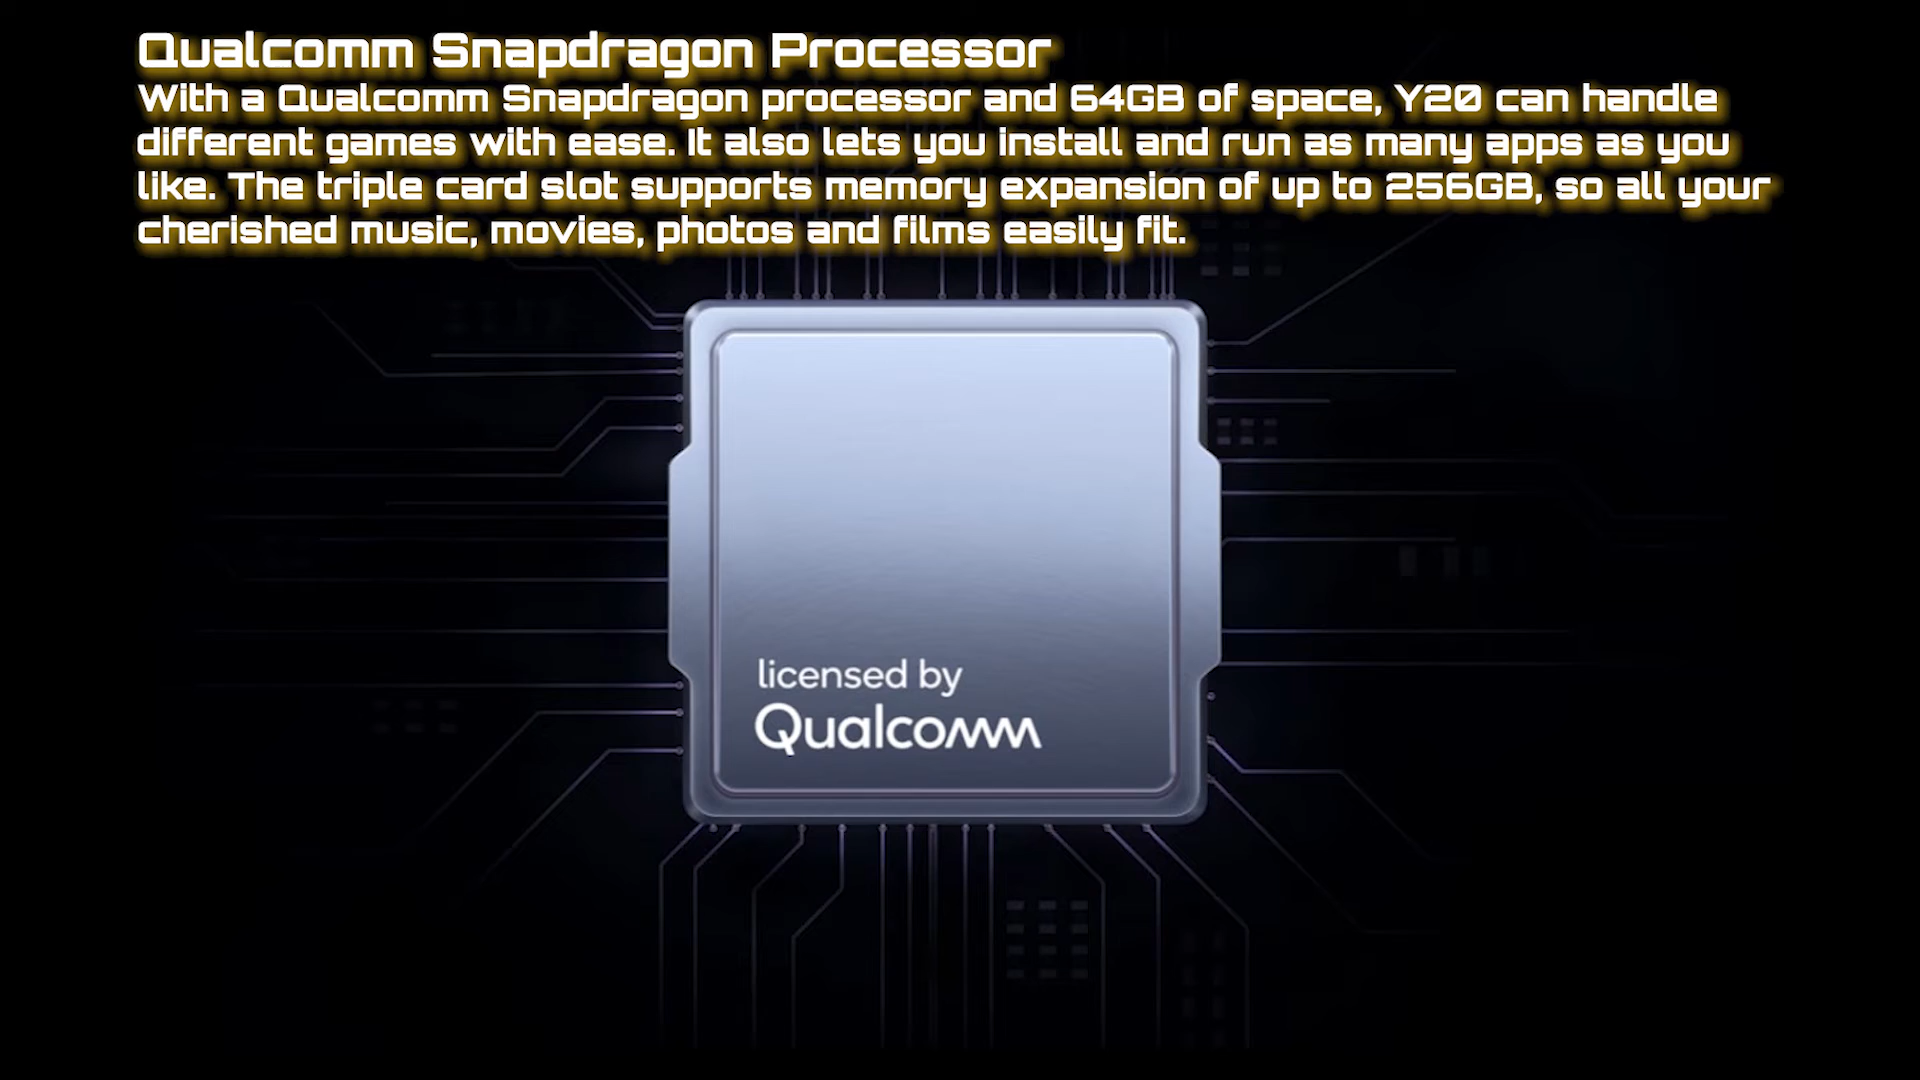 Qualcomm Snapdragon Processor
With a Qualcomm Snapdragon processor and 64GB of space, Y20 can handle
different games with ease. It also lets you install and run as many apps as you
like. The triple card slot supports memory expansion of up to 256GB, so all your
cherished music, movies, photos and films easily fit.
licensed by
Qualcomm